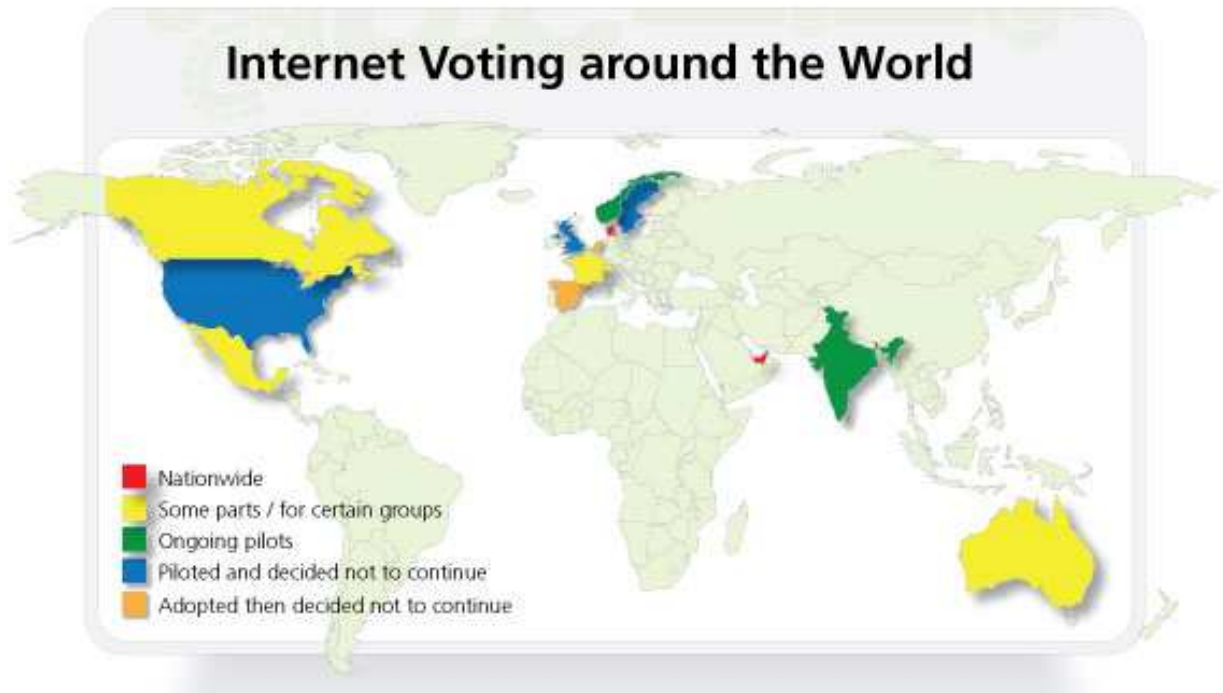 Internet Voting around the World
Nationwide
Some parts / for certain groups
Ongoing pilots
Piloted and decided not to continue
Adopted then decided not to continue